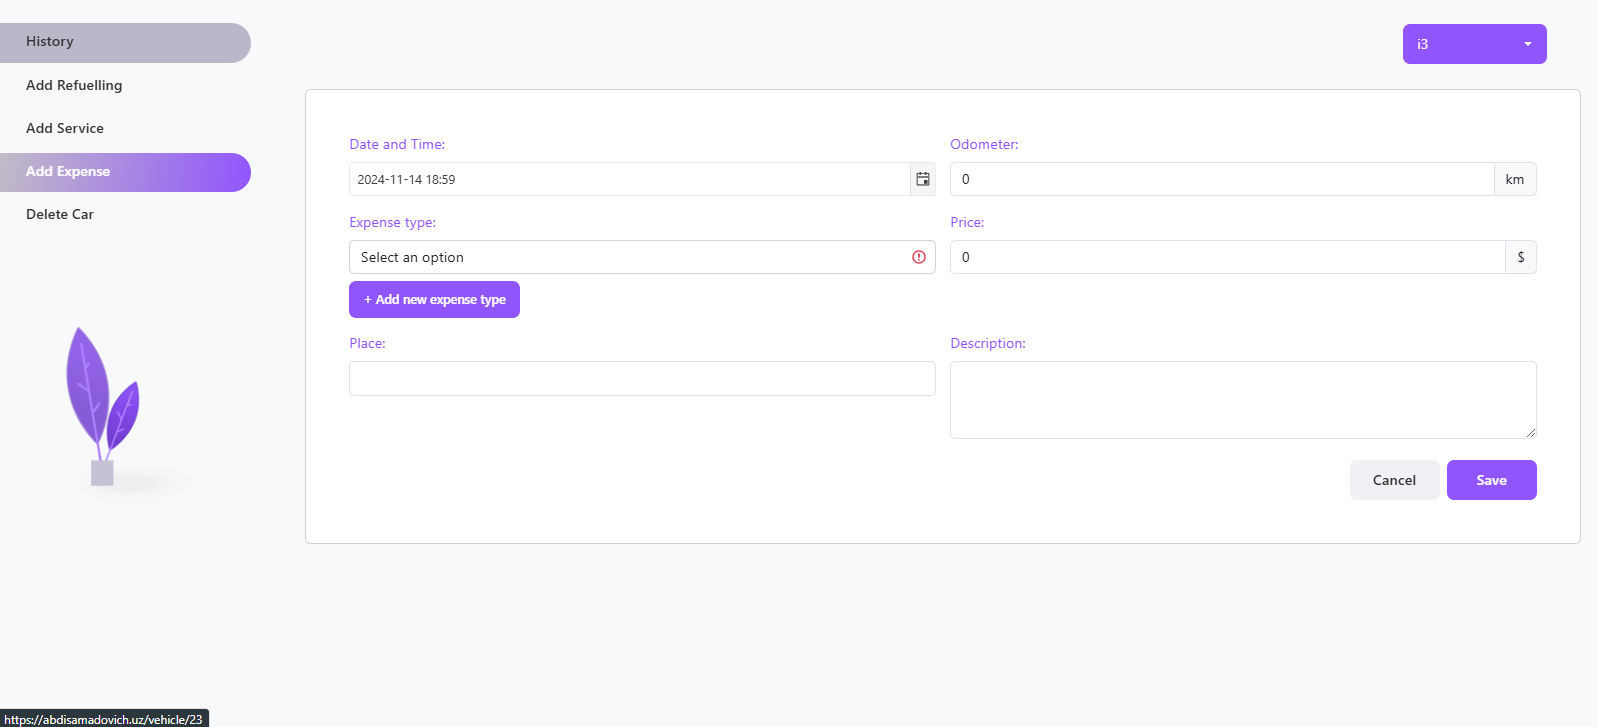 History
Add Refuelling
Add Service
Add Expense
Delete Car
i3
Date and Time:
2024-11-14 18:59
Odometer:
0
km
Expense type:
Select an option
+ Add new expense type
Price:
0
$
Place:
Description:
Cancel
Save
https://abdisamadovich.uz/vehicle/23